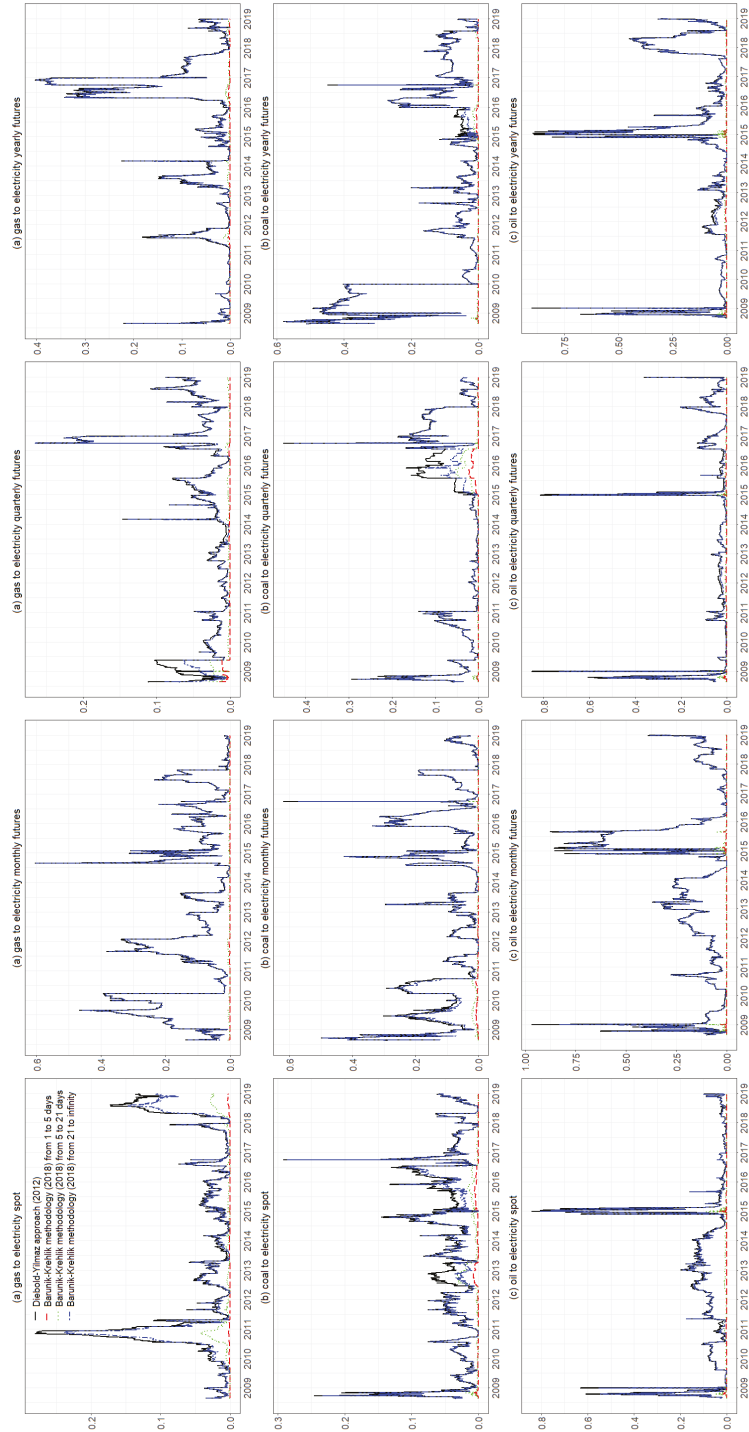 (a) gas to electricity spot
Diebold-Yilmaz approach (2012)
Barunik-Krehlik methodology (2018) from 1 to 5 days
Barunik-Krehlik methodology (2018) from 5 to 21 days
Barunik-Krehlik methodology (2018) from 21 to infinity
0.2
0.1
0.0
2009 2010 2011 2012 2013 2014 2015 2016 2017 2018 2019
(a) gas to electricity monthly futures
0.6
0.4
0.2
0.0
2009 2010 2011 2012 2013 2014 2015 2016 2017 2018 2019
(a) gas to electricity quarterly futures
0.2
0.1
0.0
2009 2010 2011 2012 2013 2014 2015 2016 2017 2018 2019
(a) gas to electricity yearly futures
0.4
0.3
0.2
0.1
0.0
2009 2010 2011 2012 2013 2014 2015 2016 2017 2018 2019
(b) coal to electricity spot
0.3
0.2
0.1
0.0
2009 2010 2011 2012 2013 2014 2015 2016 2017 2018 2019
(b) coal to electricity monthly futures
0.6
0.4
0.2
0.0
2009 2010 2011 2012 2013 2014 2015 2016 2017 2018 2019
(b) coal to electricity quarterly futures
0.4
0.3
0.2
0.1
0.0
2009 2010 2011 2012 2013 2014 2015 2016 2017 2018 2019
(b) coal to electricity yearly futures
0.6
0.4
0.2
0.0
2009 2010 2011 2012 2013 2014 2015 2016 2017 2018 2019
(c) oil to electricity spot
0.8
0.6
0.4
0.2
0.0
2009 2010 2011 2012 2013 2014 2015 2016 2017 2018 2019
(c) oil to electricity monthly futures
1.00
0.75
0.50
0.25
0.00
2009 2010 2011 2012 2013 2014 2015 2016 2017 2018 2019
(c) oil to electricity quarterly futures
0.8
0.6
0.4
0.2
0.0
2009 2010 2011 2012 2013 2014 2015 2016 2017 2018 2019
(c) oil to electricity yearly futures
0.75
0.50
0.25
0.00
2009 2010 2011 2012 2013 2014 2015 2016 2017 2018 2019